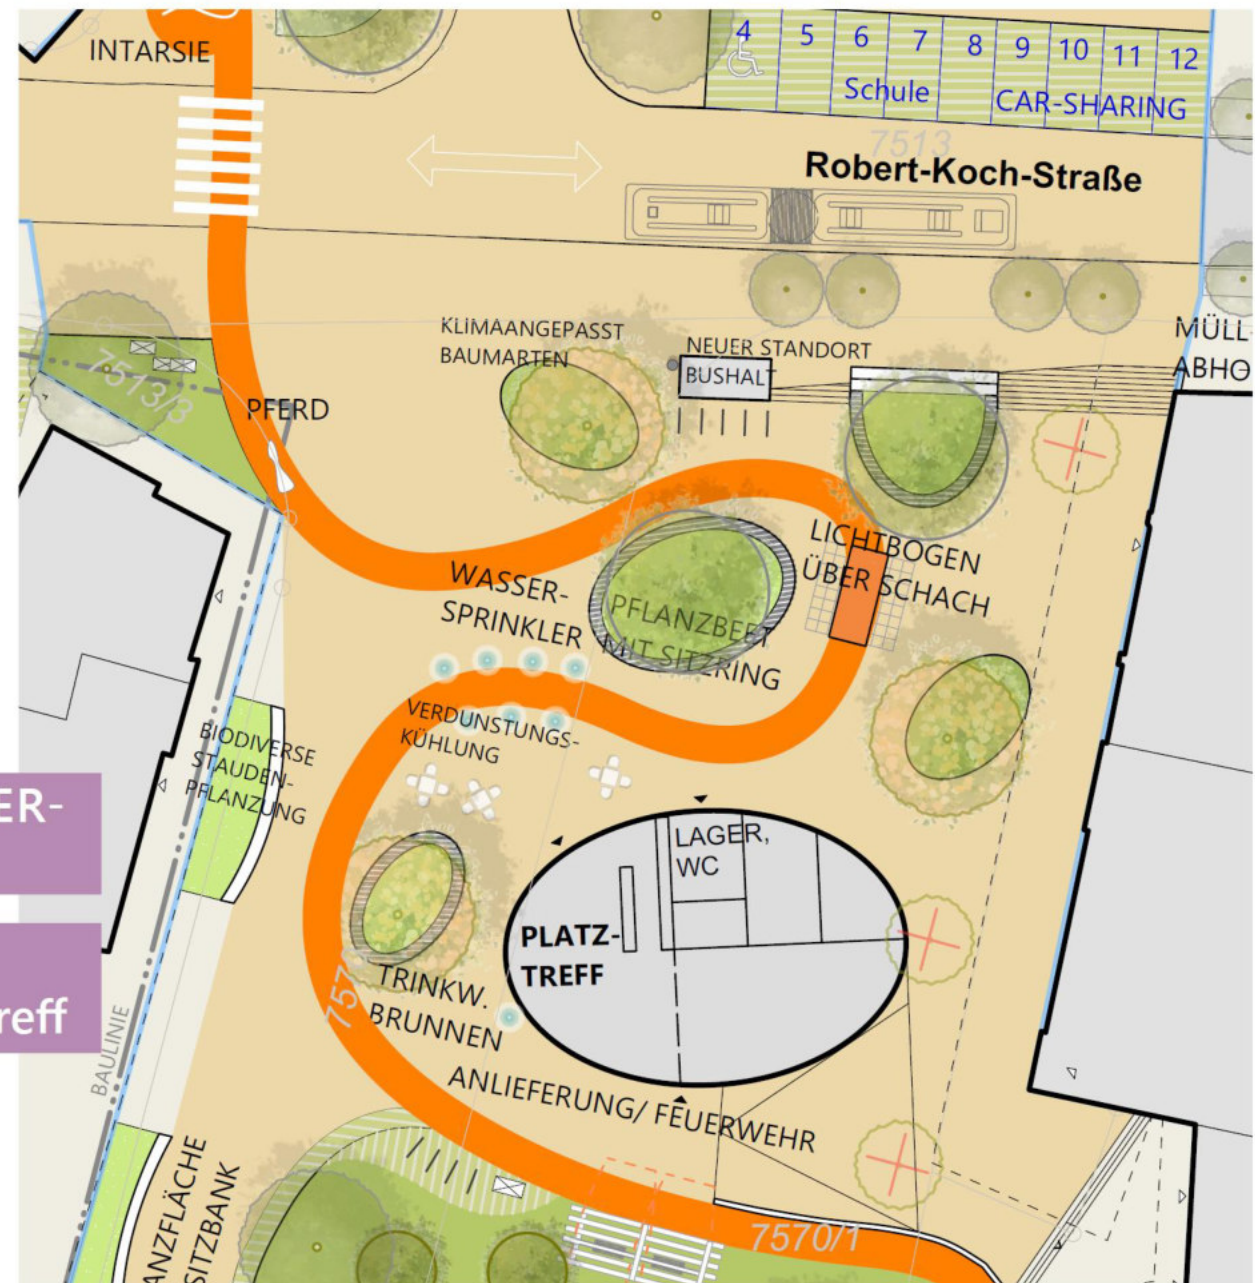 INTARSIE
4 5 6 7 8 9 10 11 12
Schule
CAR-SHARING
7513
Robert-Koch-Straße
KLIMAANGEPASST
BAUMARTEN
NEUER STANDORT
BUSHALT
MÜLL
ABHO
7513/3
PFERD
LICHTBOGEN
ÜBER SCHACH
WASSER-
SPRINKLER
PFLANZBEET
MIT SITZRING
VERDUNSTUNGS-
KÜHLUNG
BIODIVERSE
STAUDEN-
PFLANZUNG
ER-
LAGER,
WC
PLATZ-
TREFF
TRINKW.
BRUNNEN
reff
BAULINIE
ANLIEFERUNG/ FEUERWEHR
ANZFLÄCHE
SITZBANK
7570/1